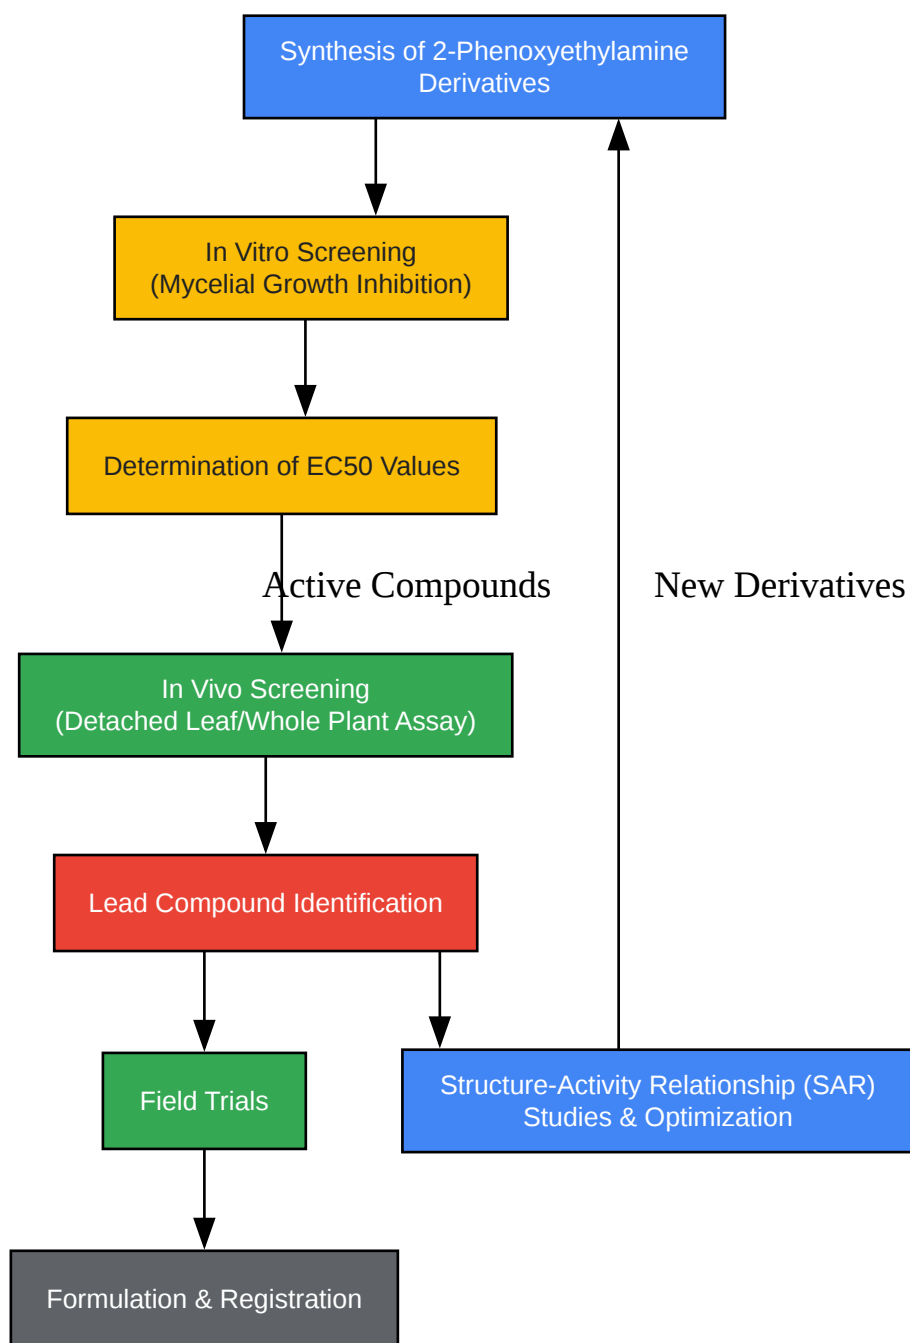 Synthesis of 2-Phenoxyethylamine
Derivatives
In Vitro Screening
(Mycelial Growth Inhibition)
Determination of EC50 Values
Active Compounds
New Derivatives
In Vivo Screening
(Detached Leaf/Whole Plant Assay)
Lead Compound Identification
Field Trials
Structure-Activity Relationship (SAR)
Studies & Optimization
Formulation & Registration